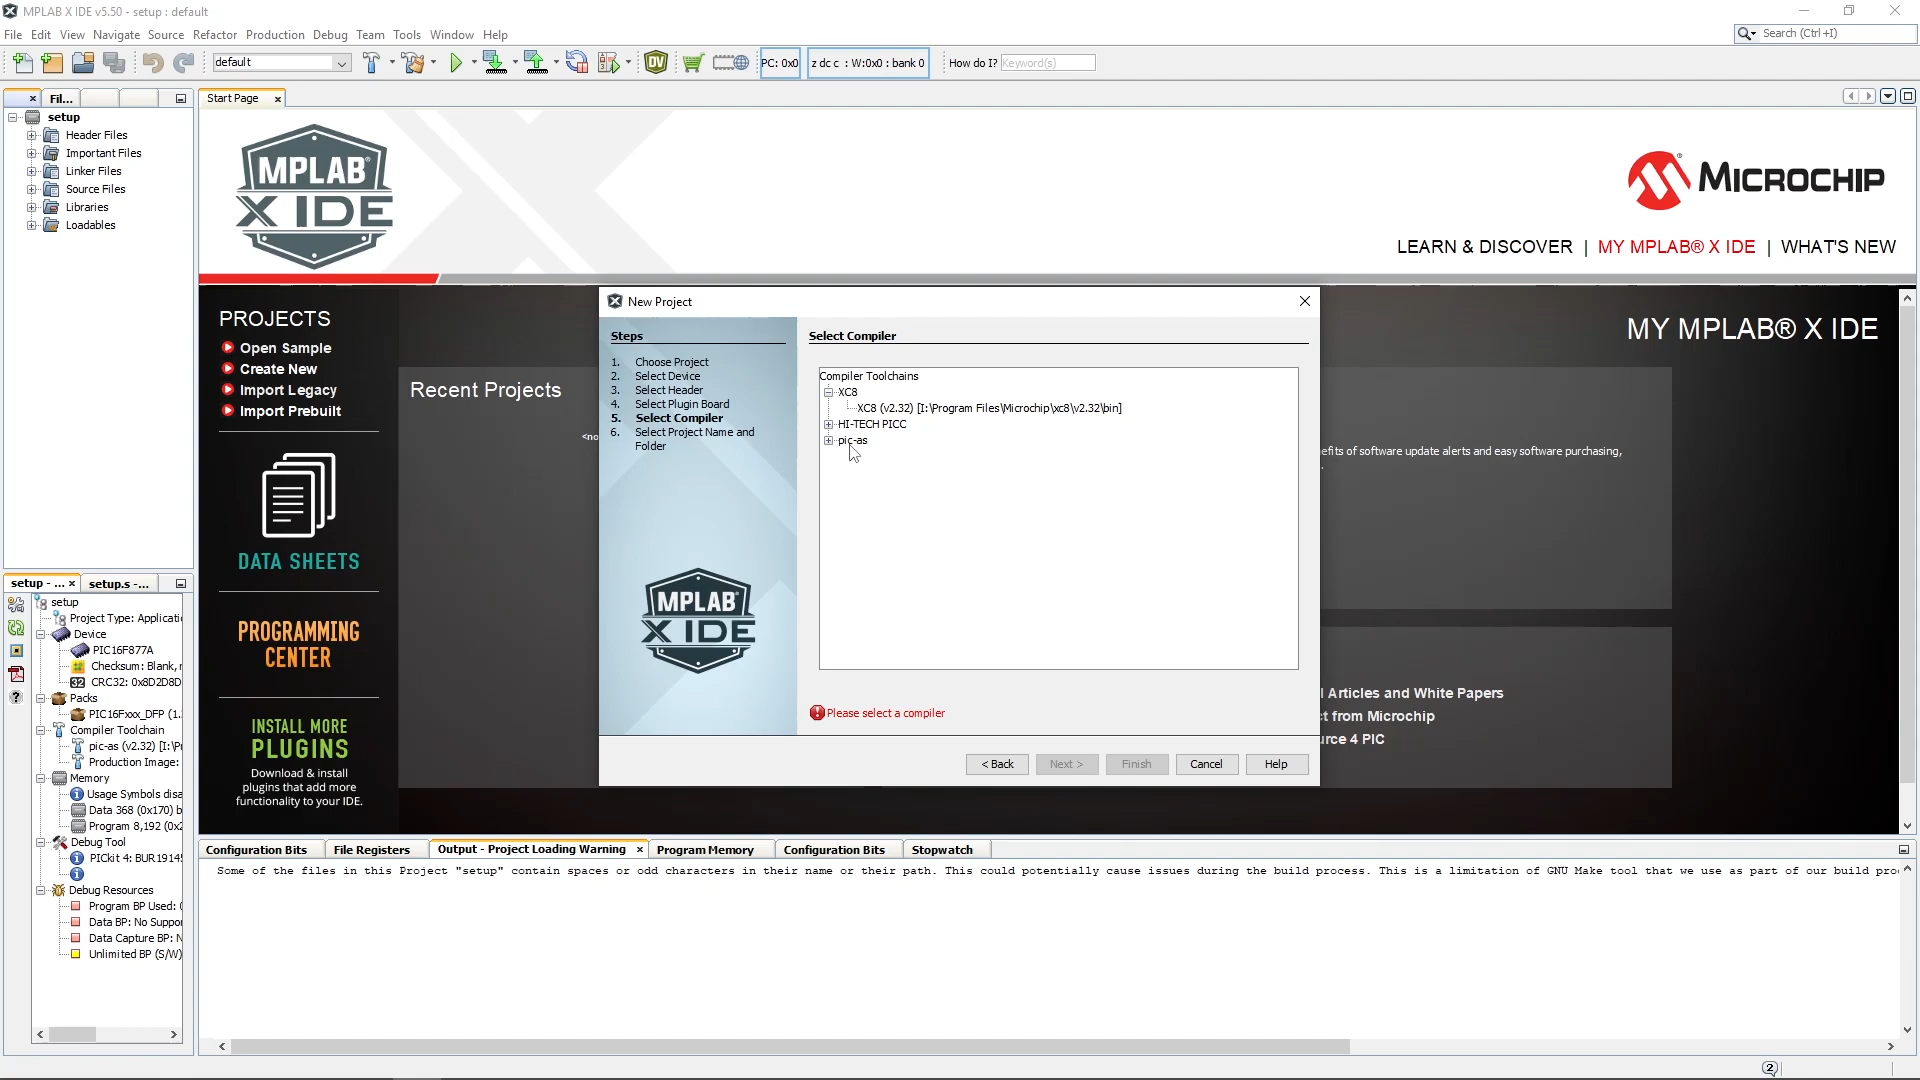 MPLAB X IDE v5.50 - setup : default
File Edit View Navigate Source Refactor Production Debug Team Tools Window Help
Search (Ctrl+I)
default
PC: 0x0
z dc c : W:0x0 : bank 0
How do I? Keyword(s)
Fil...
Start Page
setup
Header Files
Important Files
Linker Files
Source Files
Libraries
Loadables
MPLAB®
X IDE
MICROCHIP
LEARN & DISCOVER | MY MPLAB® X IDE | WHAT'S NEW
PROJECTS
Open Sample
Create New
Import Legacy
Import Prebuilt
DATA SHEETS
PROGRAMMING
CENTER
INSTALL MORE
PLUGINS
Download & install
plugins that add more
functionality to your IDE.
Recent Projects
<no
MY MPLAB® X IDE
efits of software update alerts and easy software purchasing,
l Articles and White Papers
ct from Microchip
urce 4 PIC
New Project
Steps
1. Choose Project
2. Select Device
3. Select Header
4. Select Plugin Board
5. Select Compiler
6. Select Project Name and
Folder
MPLAB®
X IDE
Select Compiler
Compiler Toolchains
XC8
XC8 (v2.32) [I:\Program Files\Microchip\xc8\v2.32\bin]
HI-TECH PICC
pic-as
Please select a compiler
< Back
Next >
Finish
Cancel
Help
setup - ...
setup.s -...
setup
Project Type: Applicati
Device
PIC16F877A
Checksum: Blank,
32 CRC32: 0x8D2D8D
Packs
PIC16Fxxx_DFP (1.
Compiler Toolchain
pic-as (v2.32) [I:\P
Production Image:
Memory
Usage Symbols disa
Data 368 (0x170) b
Program 8,192 (0x2
Debug Tool
PICkit 4: BUR1914
Debug Resources
Program BP Used:
Data BP: No Suppo
Data Capture BP: N
Unlimited BP (S/W)
Configuration Bits
File Registers
Output - Project Loading Warning
Program Memory
Configuration Bits
Stopwatch
Some of the files in this Project "setup" contain spaces or odd characters in their name or their path. This could potentially cause issues during the build process. This is a limitation of GNU Make tool that we use as part of our build pro
2